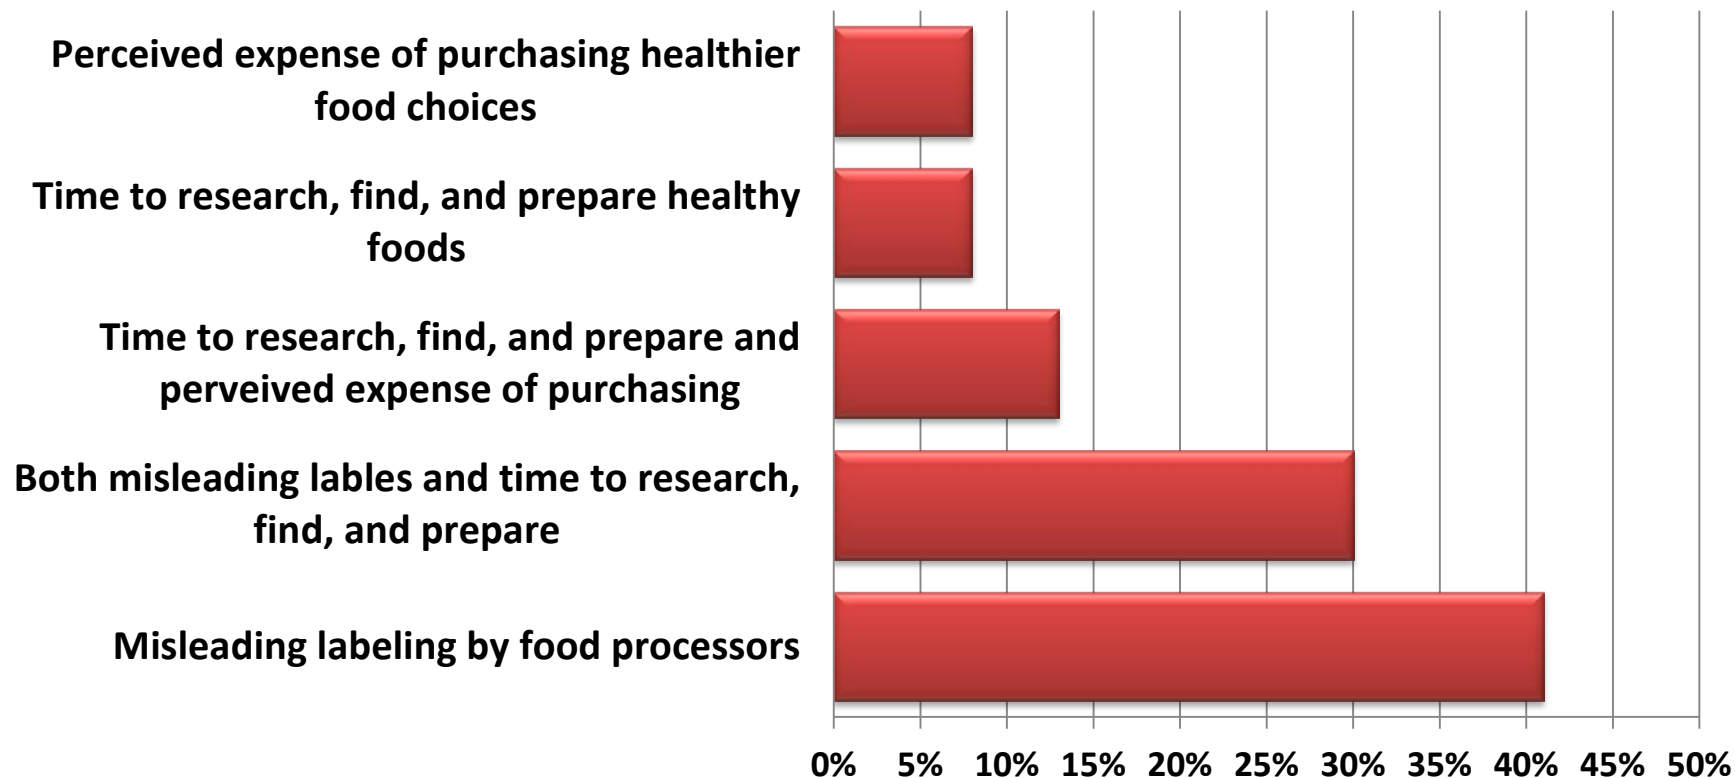 Perceived expense of purchasing healthier
food choices
Time to research, find, and prepare healthy
foods
Time to research, find, and prepare and
perveived expense of purchasing
Both misleading lables and time to research,
find, and prepare
Misleading labeling by food processors
0% 5% 10% 15% 20% 25% 30% 35% 40% 45% 50%